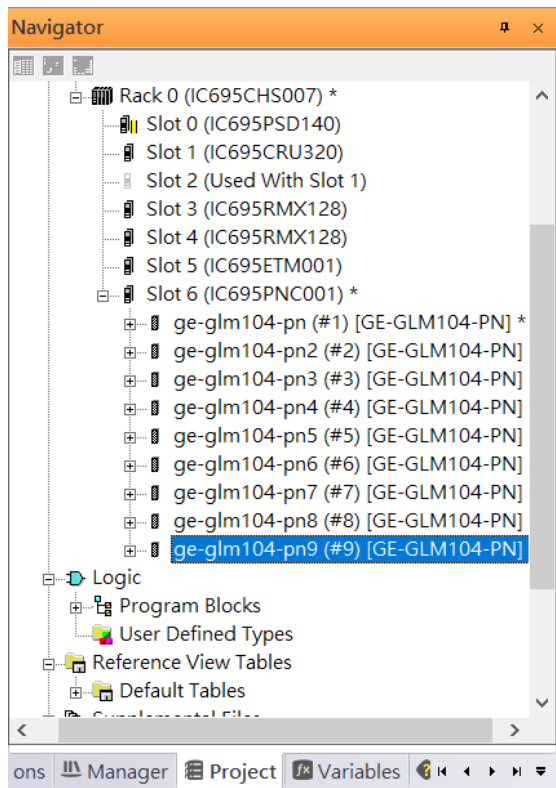 Navigator
Rack 0 (IC695CHS007) *
Slot 0 (IC695PSD140)
Slot 1 (IC695CRU320)
Slot 2 (Used With Slot 1)
Slot 3 (IC695RMX128)
Slot 4 (IC695RMX128)
Slot 5 (IC695ETM001)
Slot 6 (IC695PNC001) *
ge-glm104-pn (#1) [GE-GLM104-PN] *
ge-glm104-pn2 (#2) [GE-GLM104-PN]
ge-glm104-pn3 (#3) [GE-GLM104-PN]
ge-glm104-pn4 (#4) [GE-GLM104-PN]
ge-glm104-pn5 (#5) [GE-GLM104-PN]
ge-glm104-pn6 (#6) [GE-GLM104-PN]
ge-glm104-pn7 (#7) [GE-GLM104-PN]
ge-glm104-pn8 (#8) [GE-GLM104-PN]
ge-glm104-pn9 (#9) [GE-GLM104-PN]
Logic
Program Blocks
User Defined Types
Reference View Tables
Default Tables
Supplemental Files
ons Manager Project Variables